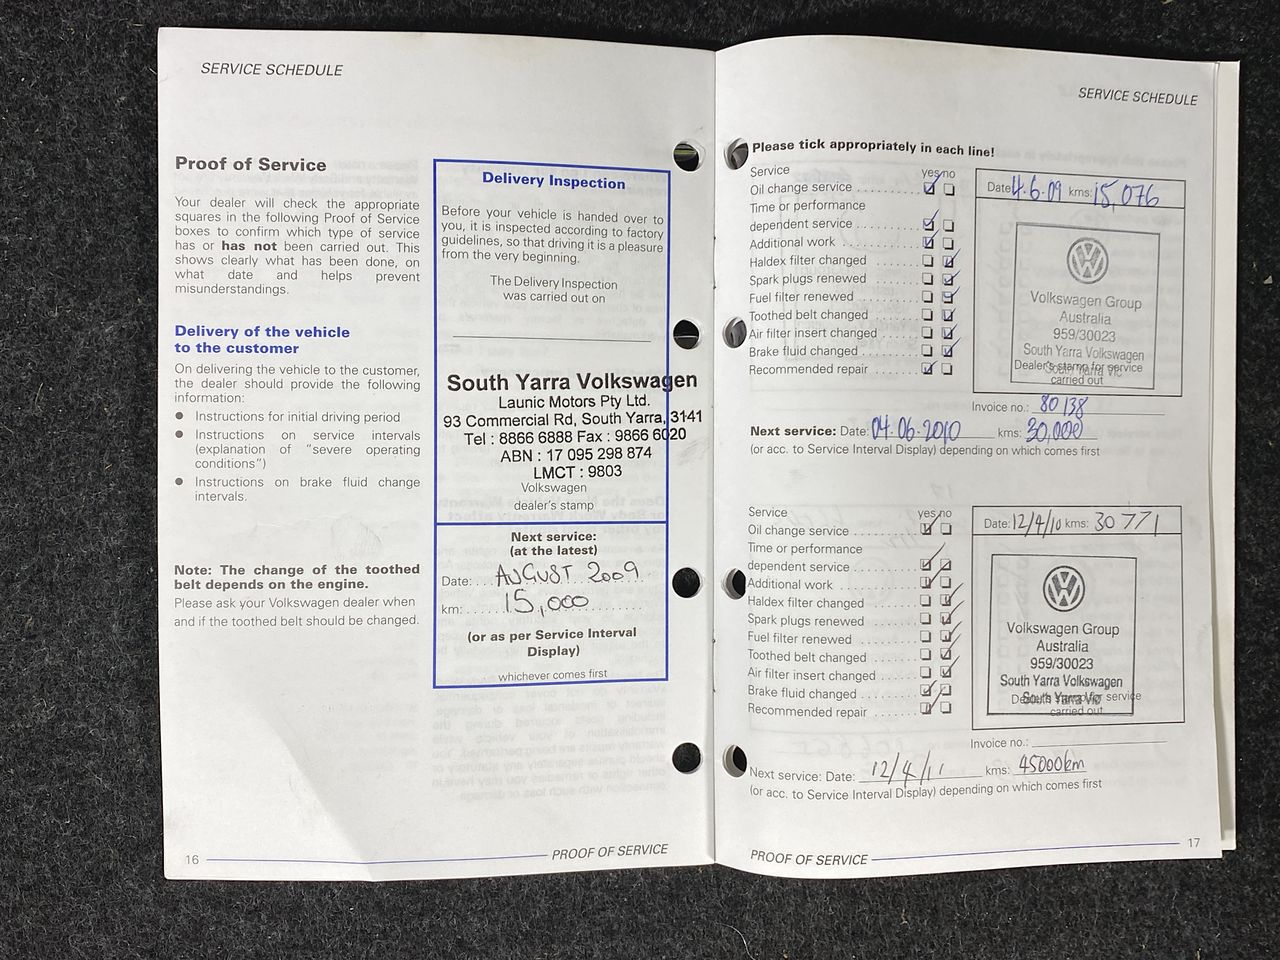 SERVICE SCHEDULE
Proof of Service
Your dealer will check the appropriate
squares in the following Proof of Service
boxes to confirm which type of service
has or has not been carried out. This
shows clearly what has been done, on
what date and helps prevent
misunderstandings.
Delivery of the vehicle
to the customer
On delivering the vehicle to the customer,
the dealer should provide the following
information:
● Instructions for initial driving period
● Instructions on service intervals
(explanation of "severe operating
conditions")
● Instructions on brake fluid change
intervals.
Note: The change of the toothed
belt depends on the engine.
Please ask your Volkswagen dealer when
and if the toothed belt should be changed.
Delivery Inspection
Before your vehicle is handed over to
you, it is inspected according to factory
guidelines, so that driving it is a pleasure
from the very beginning.
The Delivery Inspection
was carried out on
South Yarra Volkswagen
Launic Motors Pty Ltd.
93 Commercial Rd, South Yarra, 3141
Tel : 8866 6888 Fax : 9866 6020
ABN : 17 095 298 874
LMCT : 9803
Volkswagen
dealer's stamp
Next service:
(at the latest)
Date: AUGUST 2009
km: 15,000
(or as per Service Interval
Display)
whichever comes first
16 PROOF OF SERVICE
SERVICE SCHEDULE
Please tick appropriately in each line!
Service yes no
Oil change service
Time or performance
dependent service
Additional work
Haldex filter changed
Spark plugs renewed
Fuel filter renewed
Toothed belt changed
Air filter insert changed
Brake fluid changed
Recommended repair
Date 4.6.09 kms: 15,076
Volkswagen Group
Australia
959/30023
South Yarra Volkswagen
Dealer's stamp for service
South Yarra Vic
carried out
Invoice no.: 80138
Next service: Date: 04.06.2010 kms: 30,000
(or acc. to Service Interval Display) depending on which comes first
Service yes no
Oil change service
Time or performance
dependent service
Additional work
Haldex filter changed
Spark plugs renewed
Fuel filter renewed
Toothed belt changed
Air filter insert changed
Brake fluid changed
Recommended repair
Date: 12/4/10 kms: 30771
Volkswagen Group
Australia
959/30023
South Yarra Volkswagen
South Yarra Vic
for service
carried out
Invoice no.:
Next service: Date: 12/4/11 kms: 45000km
(or acc. to Service Interval Display) depending on which comes first
PROOF OF SERVICE 17